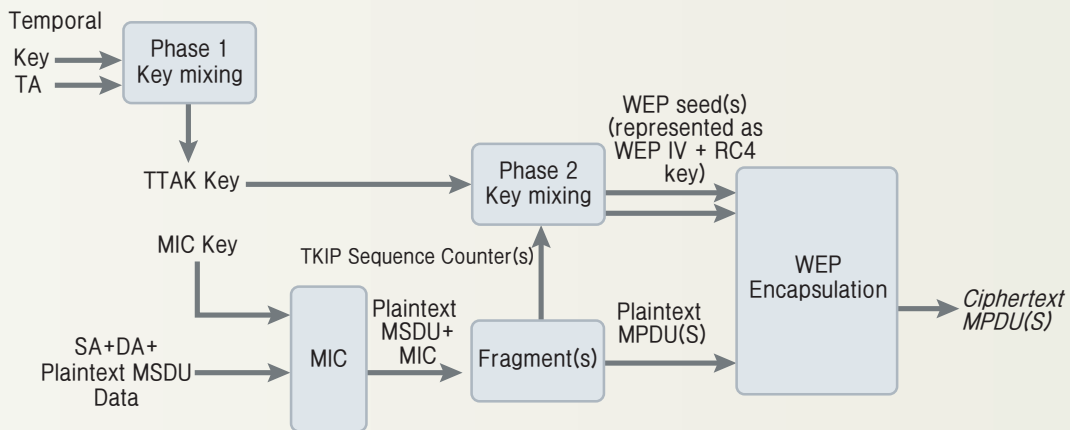 Temporal
Key
TA
Phase 1
Key mixing
TTAK Key
WEP seed(s)
(represented as
WEP IV + RC4
key)
Phase 2
Key mixing
MIC Key
TKIP Sequence Counter(s)
WEP
Encapsulation
Ciphertext
MPDU(S)
SA+DA+
Plaintext MSDU
Data
MIC
Plaintext
MSDU+
MIC
Fragment(s)
Plaintext
MPDU(S)